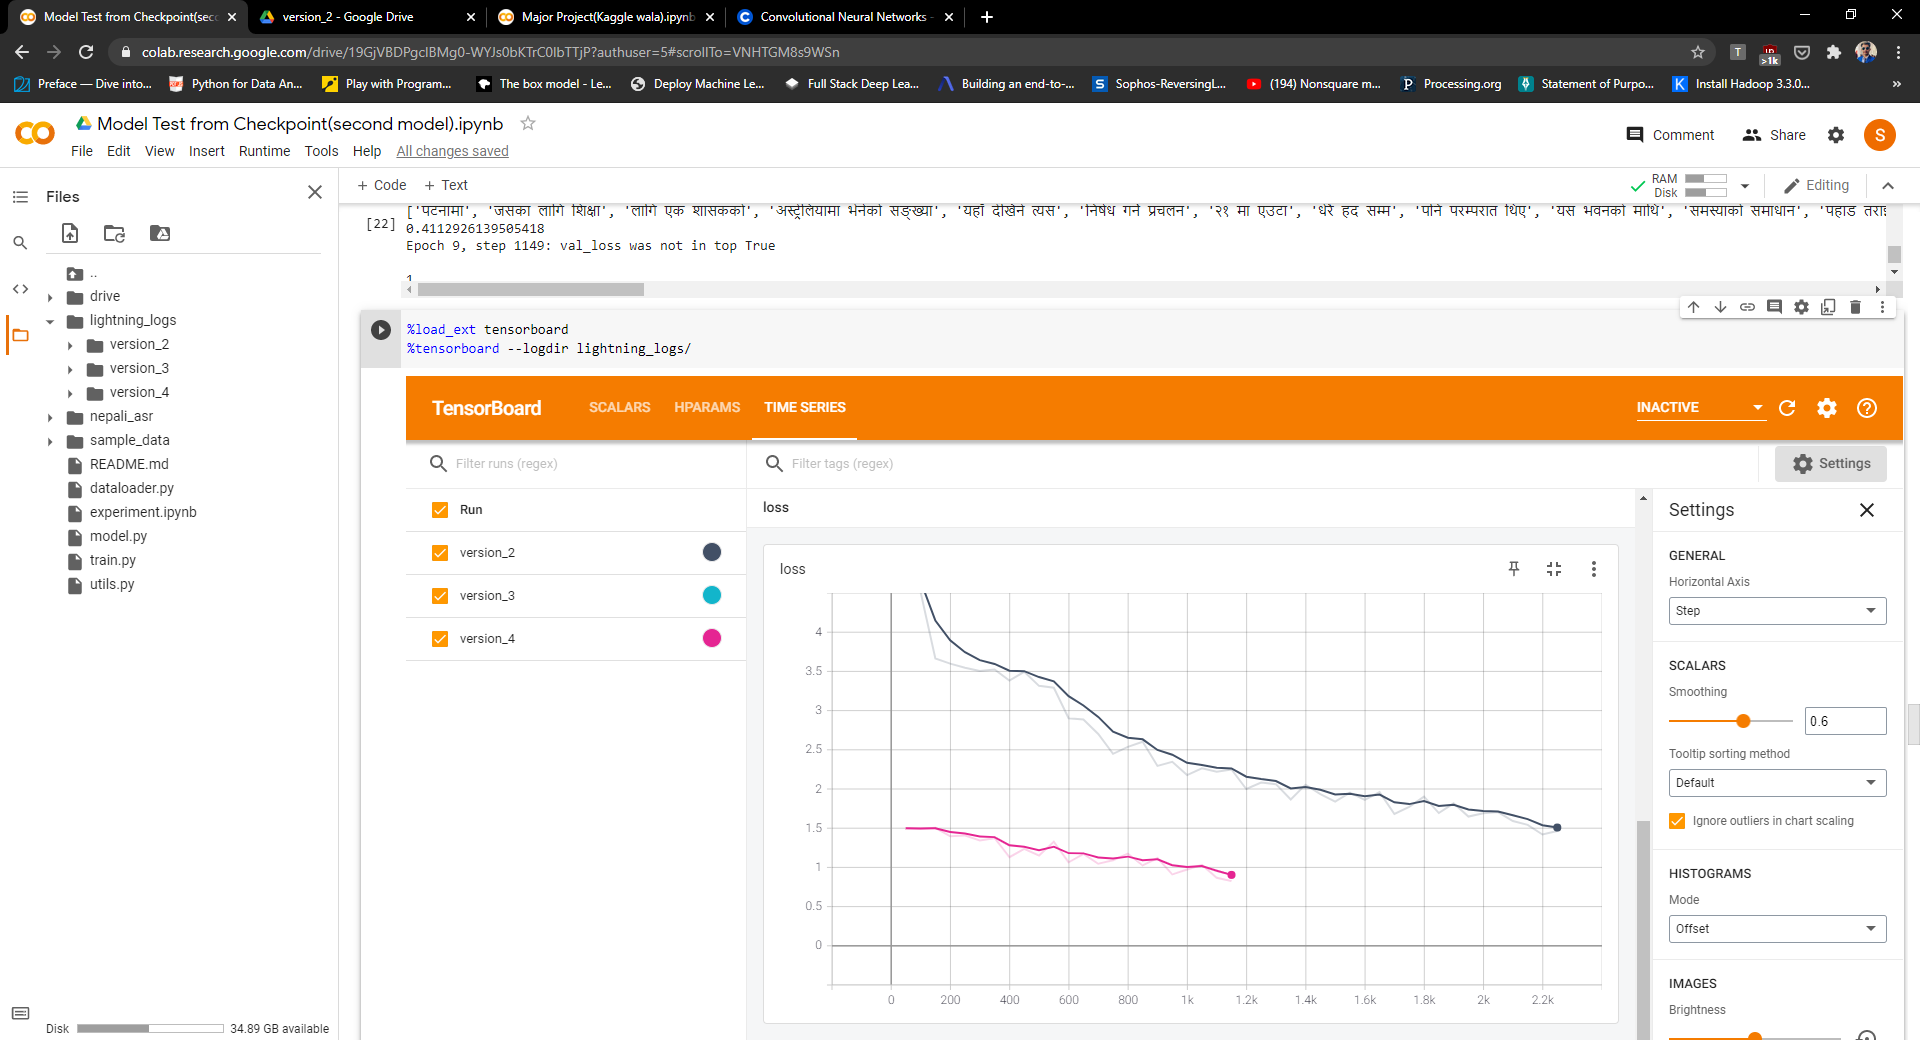 Model Test from Checkpoint(sec
version_2 - Google Drive
Major Project(Kaggle wala).ipynb
Convolutional Neural Networks -
colab.research.google.com/drive/19GjVBDPgclBMg0-WYJs0bKTrC0lbTTjP?authuser=5#scrollTo=VNHTGM8s9WSn
T
>1k
Preface — Dive into...
Python for Data An...
Play with Program...
The box model - Le...
Deploy Machine Le...
Full Stack Deep Lea...
Building an end-to-...
Sophos-ReversingL...
(194) Nonsquare m...
Processing.org
Statement of Purpo...
Install Hadoop 3.3.0...
»
Model Test from Checkpoint(second model).ipynb
Comment
Share
S
File Edit View Insert Runtime Tools Help All changes saved
Files
+ Code + Text
RAM
Disk
Editing
..
drive
lightning_logs
version_2
version_3
version_4
nepali_asr
sample_data
README.md
dataloader.py
experiment.ipynb
model.py
train.py
utils.py
Disk 34.89 GB available
['पटनामा', 'जसको लागि शिक्षा', 'लागि एक शासकको', 'अस्ट्रेलियामा भनेको सङ्ख्या', 'यहाँ देखिने त्यस', 'निषेध गर्ने प्रचलन', '२१ मा एउटा', 'धेरै हद सम्म', 'पनि परम्परात थिए', 'यस भवनको माथि', 'समस्याको समाधान', 'पहाड तराई
[22]
0.4112926139505418
Epoch 9, step 1149: val_loss was not in top True
1
%load_ext tensorboard
%tensorboard --logdir lightning_logs/
TensorBoard
SCALARS
HPARAMS
TIME SERIES
INACTIVE
Filter runs (regex)
Filter tags (regex)
Settings
Run
version_2
version_3
version_4
loss
loss
4
3.5
3
2.5
2
1.5
1
0.5
0
0 200 400 600 800 1k 1.2k 1.4k 1.6k 1.8k 2k 2.2k
Settings
GENERAL
Horizontal Axis
Step
SCALARS
Smoothing
0.6
Tooltip sorting method
Default
Ignore outliers in chart scaling
HISTOGRAMS
Mode
Offset
IMAGES
Brightness